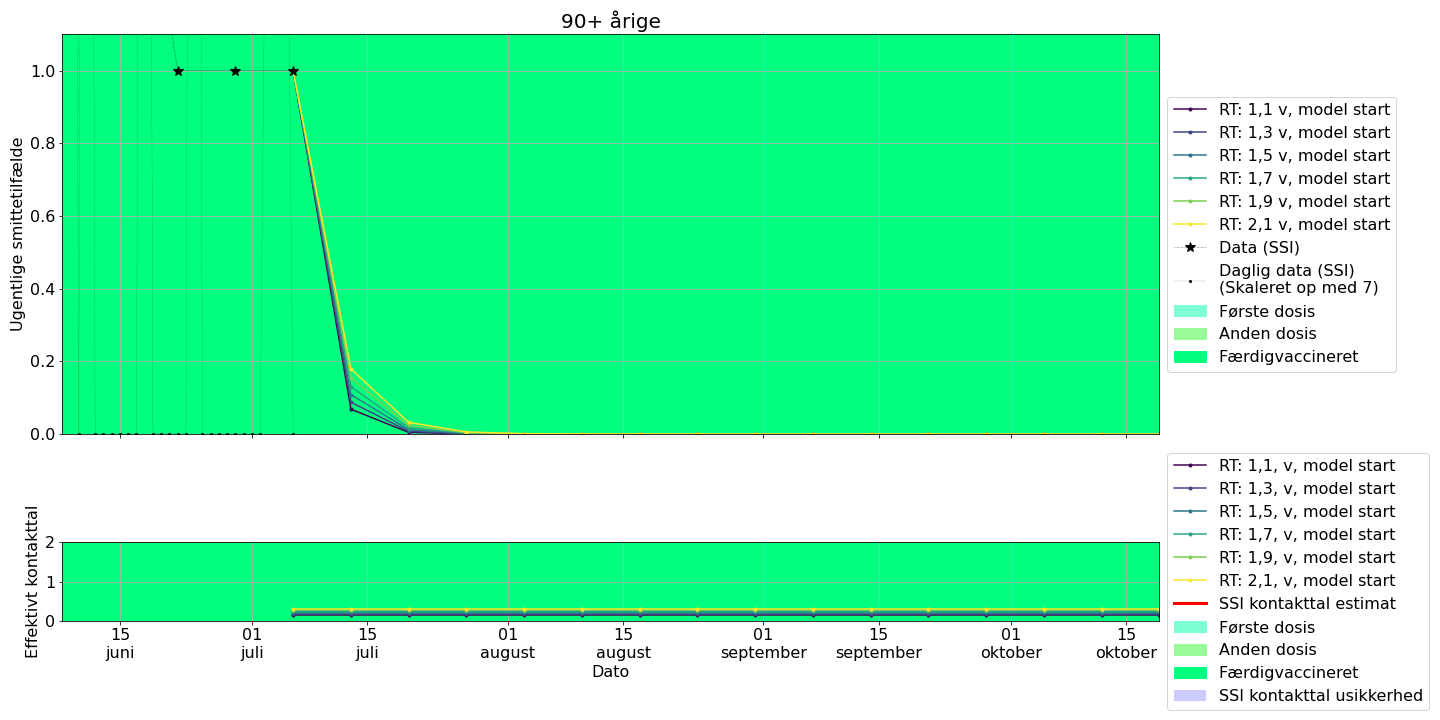 90+ årige
Ugentlige smittetilfælde
1.0
0.8
0.6
0.4
0.2
0.0
RT: 1,1 v, model start
RT: 1,3 v, model start
RT: 1,5 v, model start
RT: 1,7 v, model start
RT: 1,9 v, model start
RT: 2,1 v, model start
Data (SSI)
Daglig data (SSI)
(Skaleret op med 7)
Første dosis
Anden dosis
Færdigvaccineret
Effektivt kontakttal
2
1
0
15 01 15 01 15 01 15 01 15
juni juli juli august august september september oktober oktober
Dato
RT: 1,1, v, model start
RT: 1,3, v, model start
RT: 1,5, v, model start
RT: 1,7, v, model start
RT: 1,9, v, model start
RT: 2,1, v, model start
SSI kontakttal estimat
Første dosis
Anden dosis
Færdigvaccineret
SSI kontakttal usikkerhed